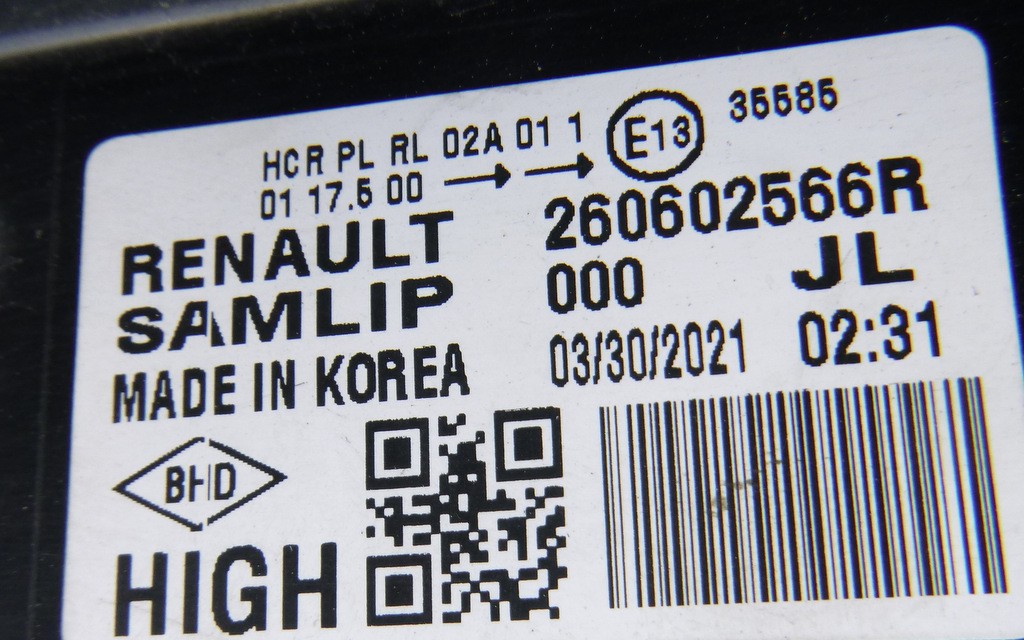 HCR PL RL 02A 01 1 E13 35585
01 17.5 00 → →
RENAULT 260602566R
SAMLIP 000 JL
MADE IN KOREA 03/30/2021 02:31
BHD
HIGH